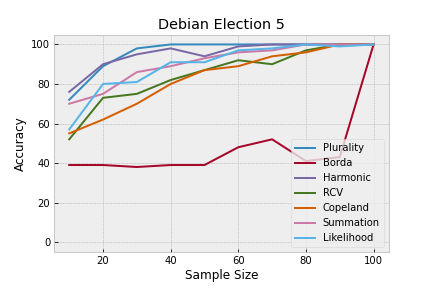 Debian Election 5
Accuracy
100
80
60
40
20
0
20
40
60
80
100
Sample Size
Plurality
Borda
Harmonic
RCV
Copeland
Summation
Likelihood